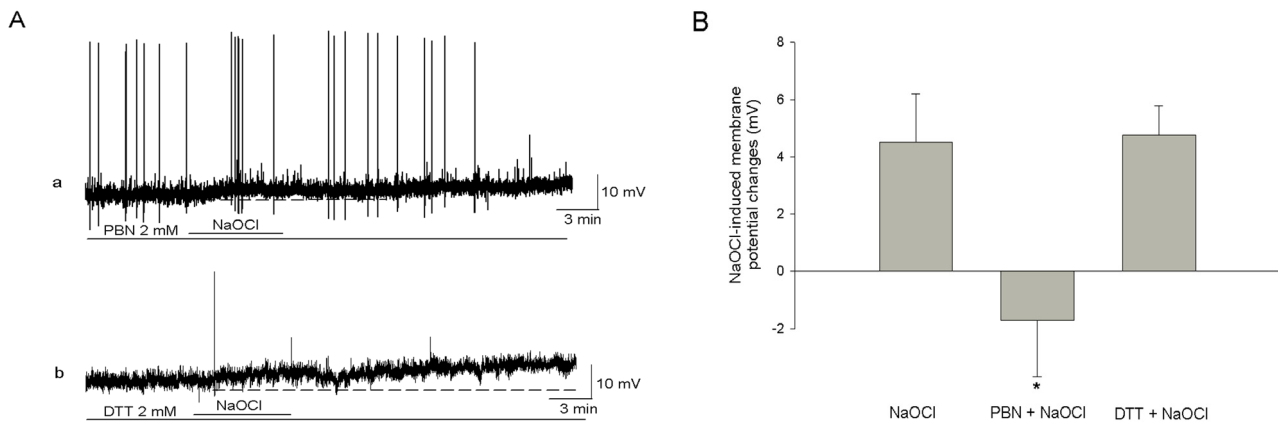 A
a
10 mV
3 min
PBN 2 mM
NaOCl
b
10 mV
3 min
DTT 2 mM
NaOCl
B
NaOCl-induced membrane
potential changes (mV)
8
6
4
2
0
-2
*
NaOCl
PBN + NaOCl
DTT + NaOCl